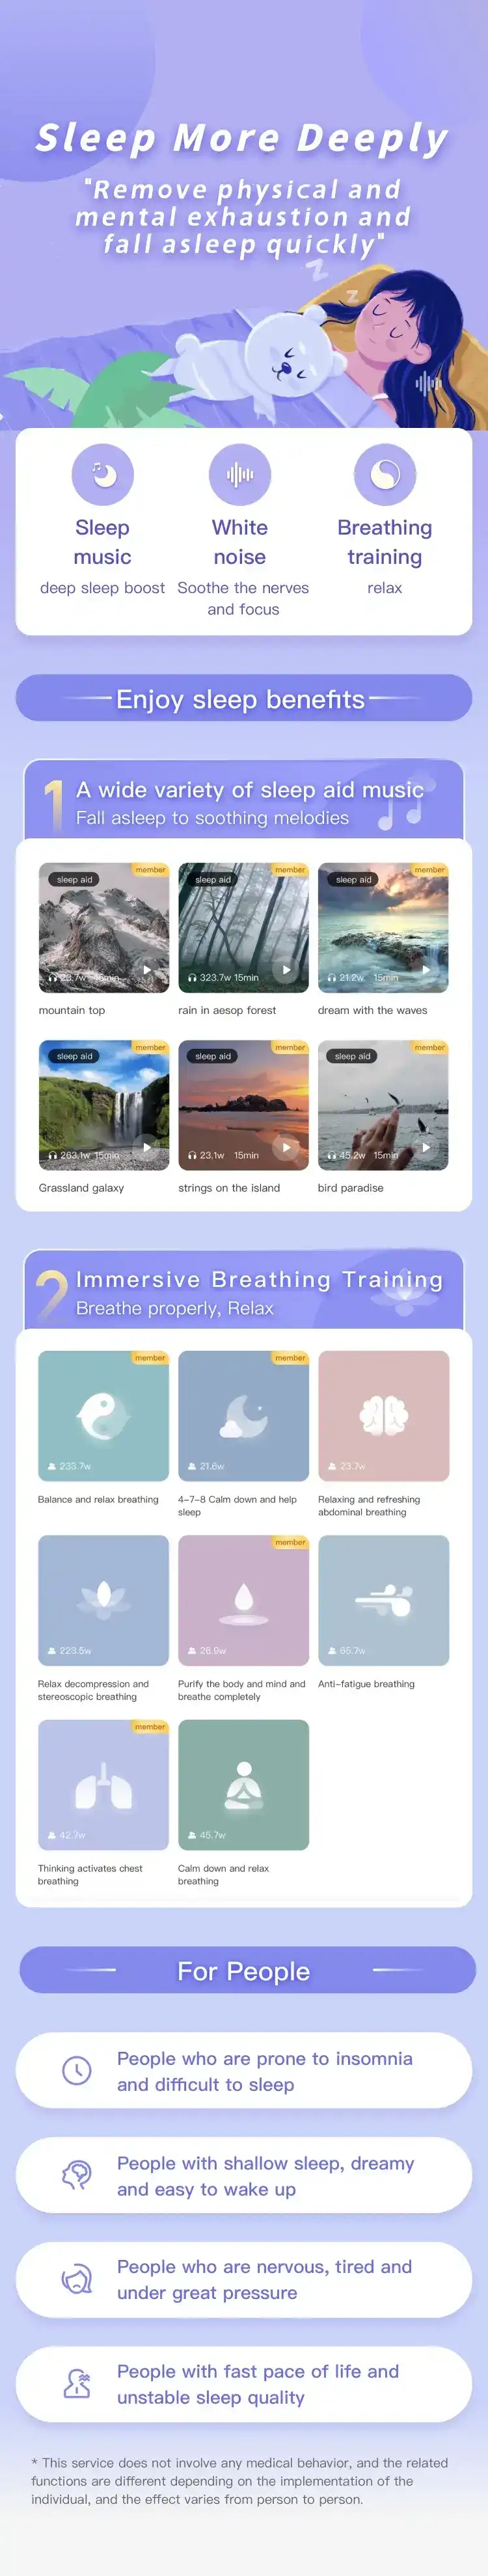 Sleep More Deeply
"Remove physical and
mental exhaustion and
fall asleep quickly"
z
z
Sleep
music
deep sleep boost
White
noise
Soothe the nerves
and focus
Breathing
training
relax
Enjoy sleep benefits
1
A wide variety of sleep aid music
Fall asleep to soothing melodies
member
sleep aid
15min
mountain top
member
sleep aid
323.7w 15min
rain in aesop forest
member
sleep aid
21.2w 15min
dream with the waves
member
sleep aid
263.1w 15min
Grassland galaxy
member
sleep aid
23.1w 15min
strings on the island
member
sleep aid
45.2w 15min
bird paradise
2
Immersive Breathing Training
Breathe properly, Relax
member
233.7w
Balance and relax breathing
member
21.6w
4-7-8 Calm down and help
sleep
23.7w
Relaxing and refreshing
abdominal breathing
223.5w
Relax decompression and
stereoscopic breathing
member
26.9w
Purify the body and mind and
breathe completely
65.7w
Anti-fatigue breathing
member
42.7w
Thinking activates chest
breathing
45.7w
Calm down and relax
breathing
For People
People who are prone to insomnia
and difficult to sleep
People with shallow sleep, dreamy
and easy to wake up
People who are nervous, tired and
under great pressure
People with fast pace of life and
unstable sleep quality
* This service does not involve any medical behavior, and the related
functions are different depending on the implementation of the
individual, and the effect varies from person to person.